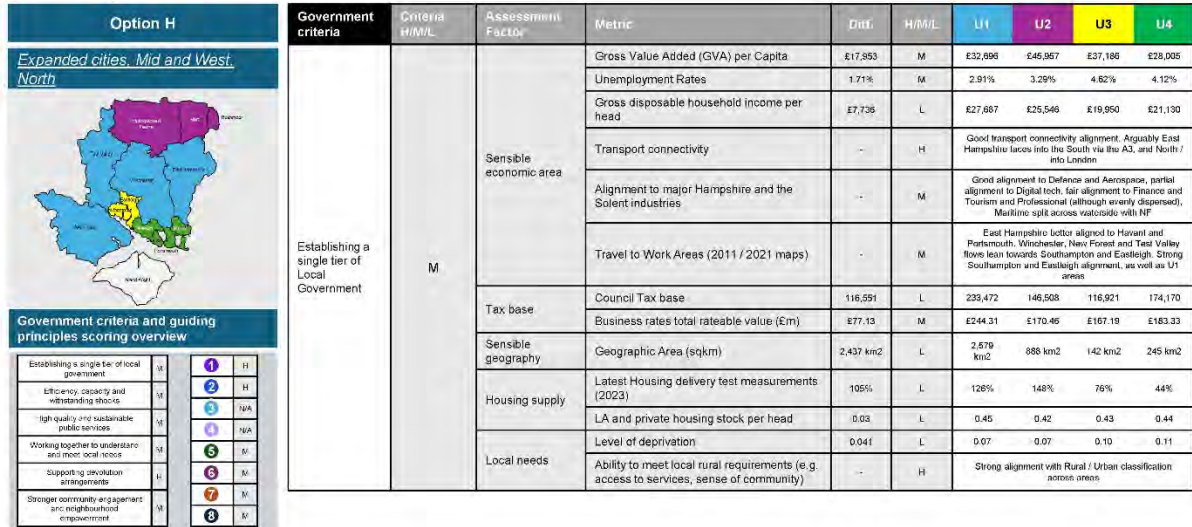 Option H
Expanded cities, Mid and West,
North
Government criteria and guiding
principles scoring overview
Establishing a single tier of local
government
M
Efficiency, capacity and
withstanding shocks
M
High quality and sustainable
public services
M
Working together to understand
and meet local needs
M
Supporting devolution
arrangements
H
Stronger community engagement
and neighbourhood
empowerment
M
1 H
2 H
3 N/A
4 N/A
5 M
6 M
7 M
8 M
Government
criteria
Criteria
H/M/L
Assessment
Factor
Metric
Diff.
H/M/L
U1
U2
U3
U4
Establishing a
single tier of
Local
Government
M
Sensible
economic area
Gross Value Added (GVA) per Capita £17,953 M £32,696 £45,957 £37,186 £28,005
Unemployment Rates 1.71% M 2.91% 3.29% 4.62% 4.12%
Gross disposable household income per
head
£7,736 L £27,687 £25,546 £19,950 £21,130
Transport connectivity - H
Good transport connectivity alignment. Arguably East
Hampshire faces into the South via the A3, and North /
into London
Alignment to major Hampshire and the
Solent industries
- M
Good alignment to Defence and Aerospace, partial
alignment to Digital tech, fair alignment to Finance and
Tourism and Professional (although evenly dispersed),
Maritime split across waterside with NF
Travel to Work Areas (2011 / 2021 maps) - M
East Hampshire better aligned to Havant and
Portsmouth. Winchester, New Forest and Test Valley
flows lean towards Southampton and Eastleigh. Strong
Southampton and Eastleigh alignment, as well as U1
areas
Tax base
Council Tax base 116,551 L 233,472 146,508 116,921 174,170
Business rates total rateable value (£m) £77.13 M £244.31 £170.46 £167.19 £183.33
Sensible
geography
Geographic Area (sqkm) 2,437 km2 L 2,579
km2
888 km2 142 km2 245 km2
Housing supply
Latest Housing delivery test measurements
(2023)
105% L 126% 148% 76% 44%
LA and private housing stock per head 0.03 L 0.45 0.42 0.43 0.44
Local needs
Level of deprivation 0.041 L 0.07 0.07 0.10 0.11
Ability to meet local rural requirements (e.g.
access to services, sense of community)
- H
Strong alignment with Rural / Urban classification
across areas